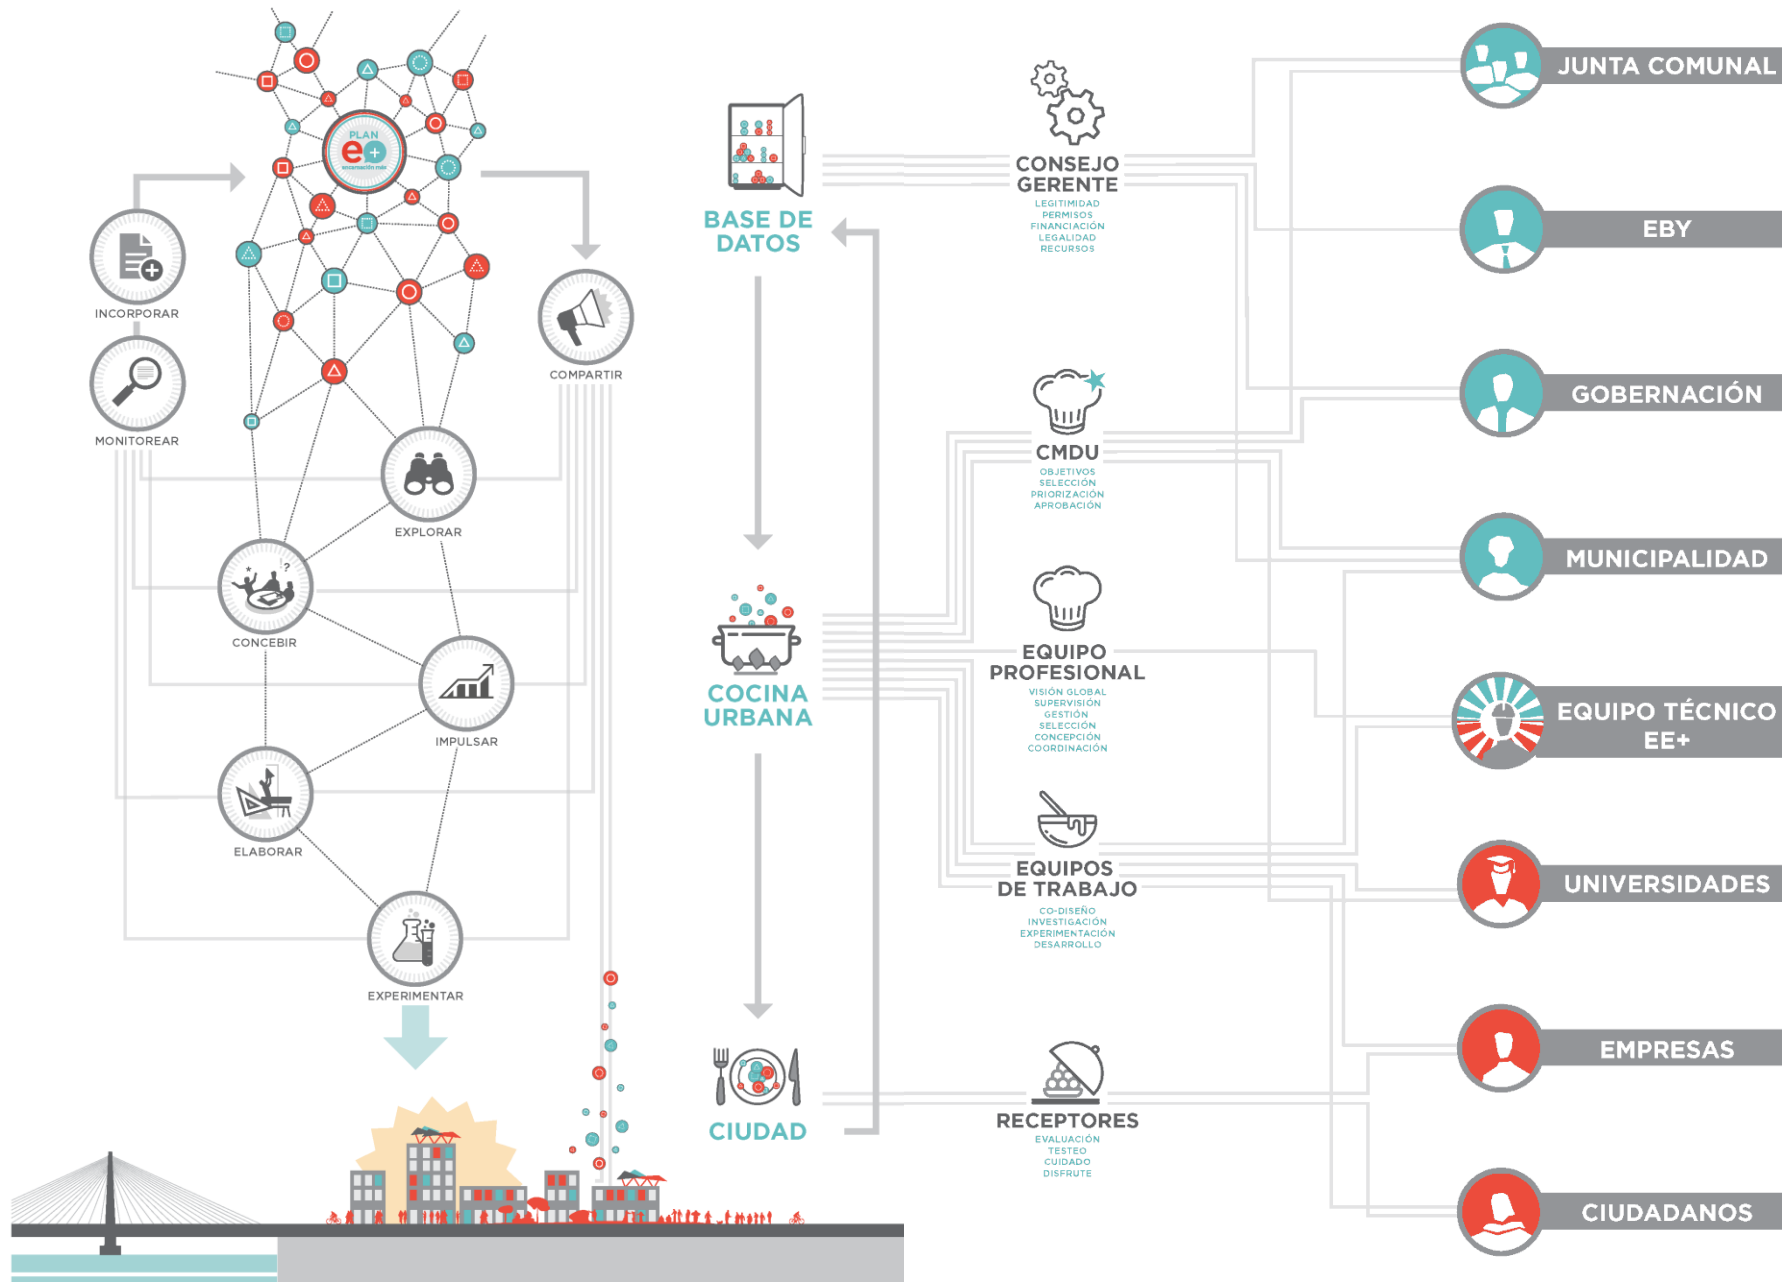 PLAN
e+
encarnación más
INCORPORAR
MONITOREAR
COMPARTIR
EXPLORAR
?
CONCEBIR
IMPULSAR
ELABORAR
EXPERIMENTAR
BASE DE
DATOS
COCINA
URBANA
CIUDAD
CONSEJO
GERENTE
LEGITIMIDAD
PERMISOS
FINANCIACIÓN
LEGALIDAD
RECURSOS
CMDU
OBJETIVOS
SELECCIÓN
PRIORIZACIÓN
APROBACIÓN
EQUIPO
PROFESIONAL
VISIÓN GLOBAL
SUPERVISIÓN
GESTIÓN
SELECCIÓN
CONCEPCIÓN
COORDINACIÓN
EQUIPOS
DE TRABAJO
CO-DISEÑO
INVESTIGACIÓN
EXPERIMENTACIÓN
DESARROLLO
RECEPTORES
EVALUACIÓN
TESTEO
CUIDADO
DISFRUTE
JUNTA COMUNAL
EBY
GOBERNACIÓN
MUNICIPALIDAD
EQUIPO TÉCNICO
EE+
UNIVERSIDADES
EMPRESAS
CIUDADANOS